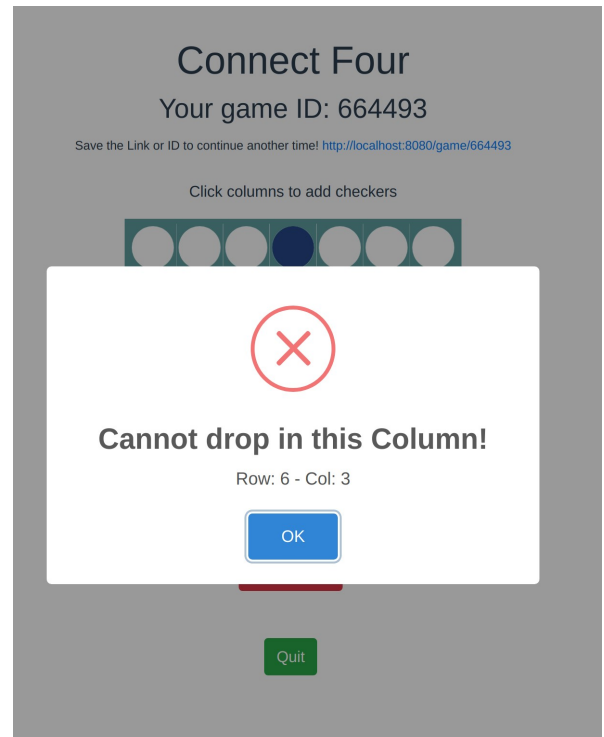 Connect Four
Your game ID: 664493
Save the Link or ID to continue another time! http://localhost:8080/game/664493
Click columns to add checkers
Cannot drop in this Column!
Row: 6 - Col: 3
OK
Quit